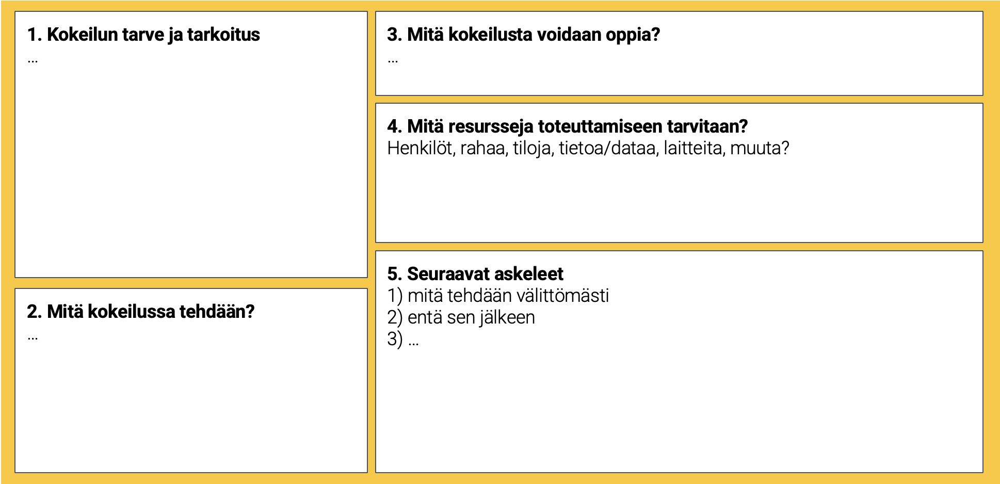 1. Kokeilun tarve ja tarkoitus
...
2. Mitä kokeilussa tehdään?
...
3. Mitä kokeilusta voidaan oppia?
...
4. Mitä resursseja toteuttamiseen tarvitaan?
Henkilöt, rahaa, tiloja, tietoa/dataa, laitteita, muuta?
5. Seuraavat askeleet
1) mitä tehdään välittömästi
2) entä sen jälkeen
3) ...